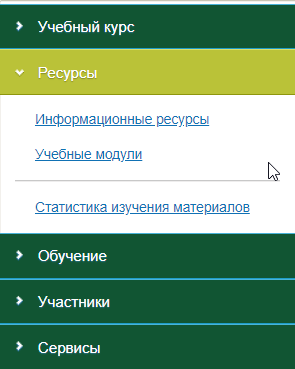 Учебный курс
Ресурсы
Информационные ресурсы
Учебные модули
Статистика изучения материалов
Обучение
Участники
Сервисы